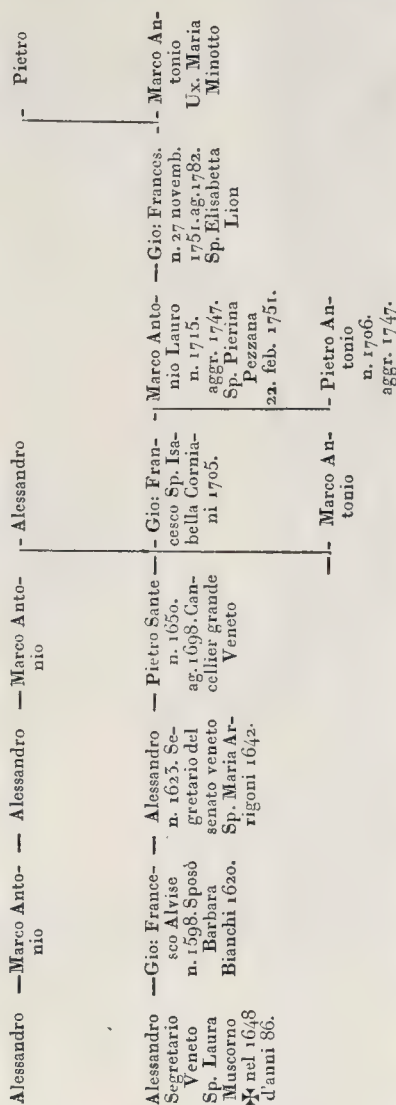 Alessandro
—Marco Anto-
nio
— Alessandro
— Marco Anto-
nio
- Alessandro
- Pietro
Alessandro
Segretario
Veneto
Sp. Laura
Muscorno
✠ nel 1648
d'anni 86.
—Gio: France-
sco Alvise
n. 1598. Sposò
Barbara
Bianchi 1620.
— Alessandro
n. 1623. Se-
gretario del
senato veneto
Sp. Maria Ar-
rigoni 1642.
— Pietro Sante
n. 1650.
ag. 1698. Can-
cellier grande
Veneto
- Gio: Fran-
cesco Sp. Isa-
bella Cornia-
ni 1705.
- Marco Anto-
nio Lauro
n. 1715.
aggr. 1747.
Sp. Pierina
Pezzana
22. feb. 1751.
—Gio: Frances.
n. 27 novemb.
1751. ag. 1782.
Sp. Elisabetta
Lion
- Marco An-
tonio
Ux. Maria
Minotto
- Marco An-
tonio
- Pietro An-
tonio
n. 1706.
aggr. 1747.